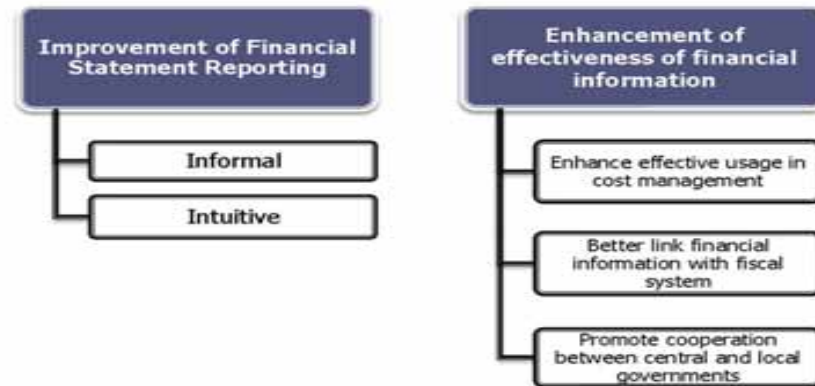 Improvement of Financial
Statement Reporting
Informal
Intuitive
Enhancement of
effectiveness of financial
information
Enhance effective usage in
cost management
Better link financial
information with fiscal
system
Promote cooperation
between central and local
governments